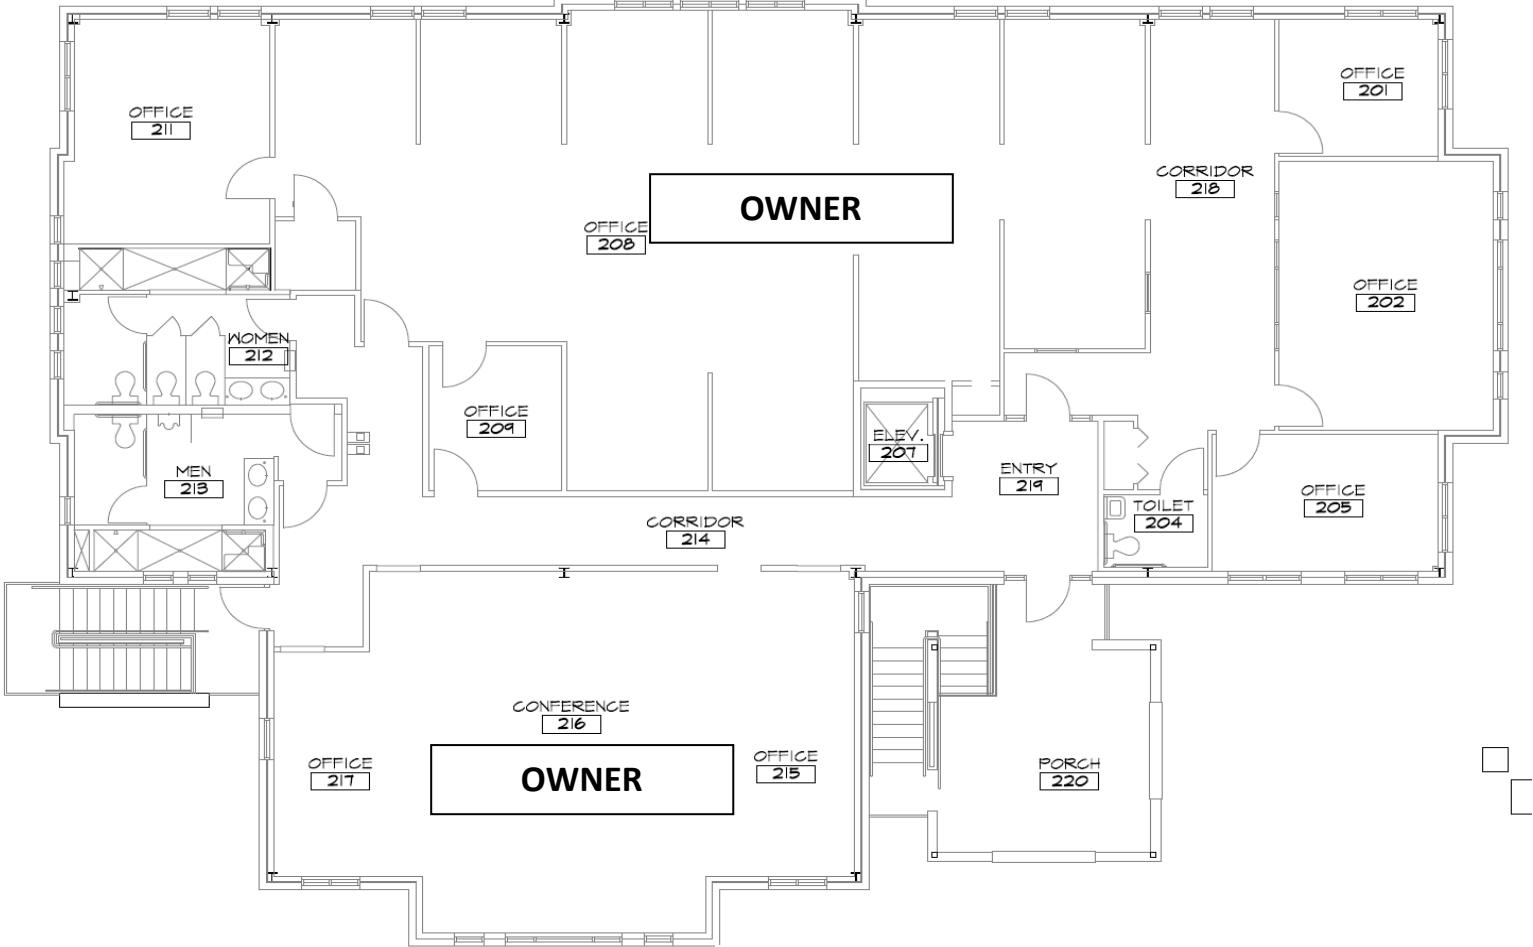 OFFICE
201
OFFICE
211
CORRIDOR
218
OWNER
OFFICE
208
OFFICE
202
WOMEN
212
OFFICE
209
ELEV.
207
ENTRY
219
MEN
213
OFFICE
205
TOILET
204
CORRIDOR
214
CONFERENCE
216
OFFICE
217
OWNER
OFFICE
215
PORCH
220